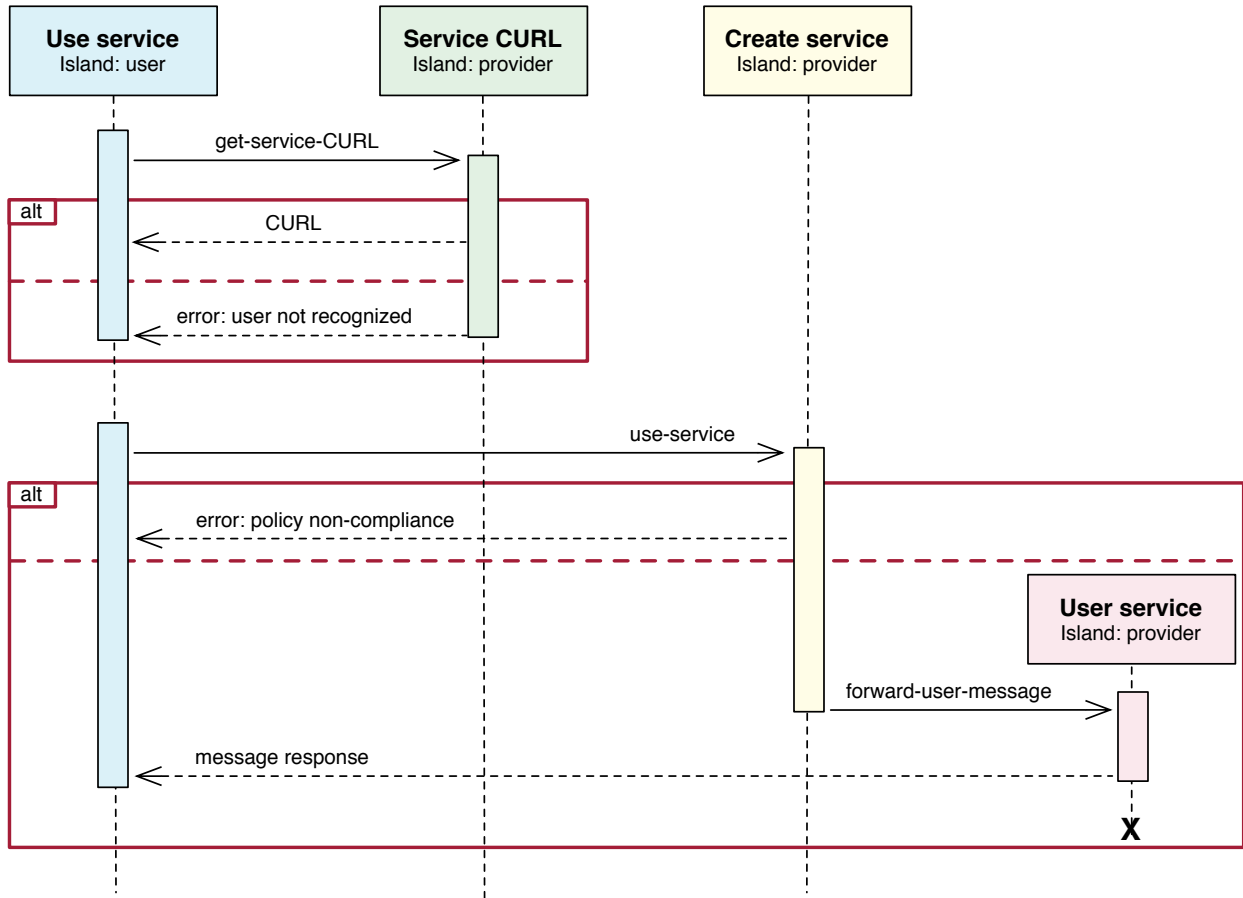 Use service
Island: user
Service CURL
Island: provider
Create service
Island: provider
get-service-CURL
alt
CURL
error: user not recognized
use-service
alt
error: policy non-compliance
User service
Island: provider
forward-user-message
message response
X